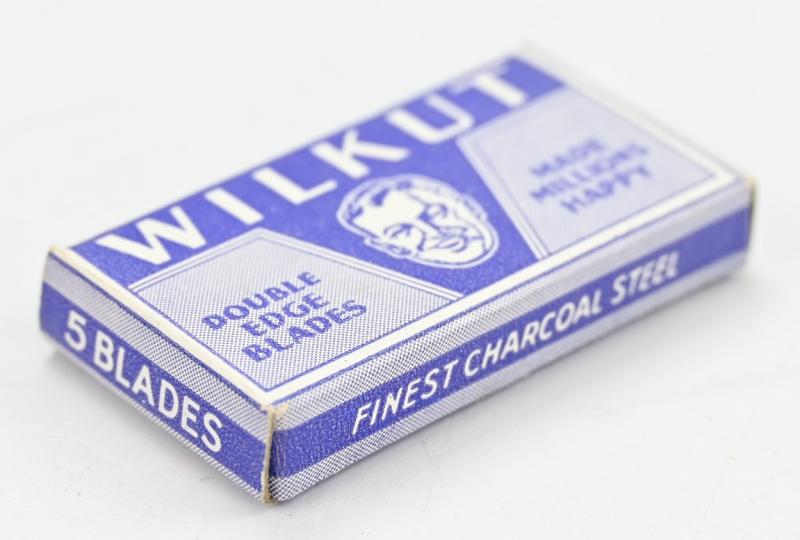 WILKUT
DOUBLE
EDGE
BLADES
MADE
MILLIONS
HAPPY
5 BLADES
FINEST CHARCOAL STEEL